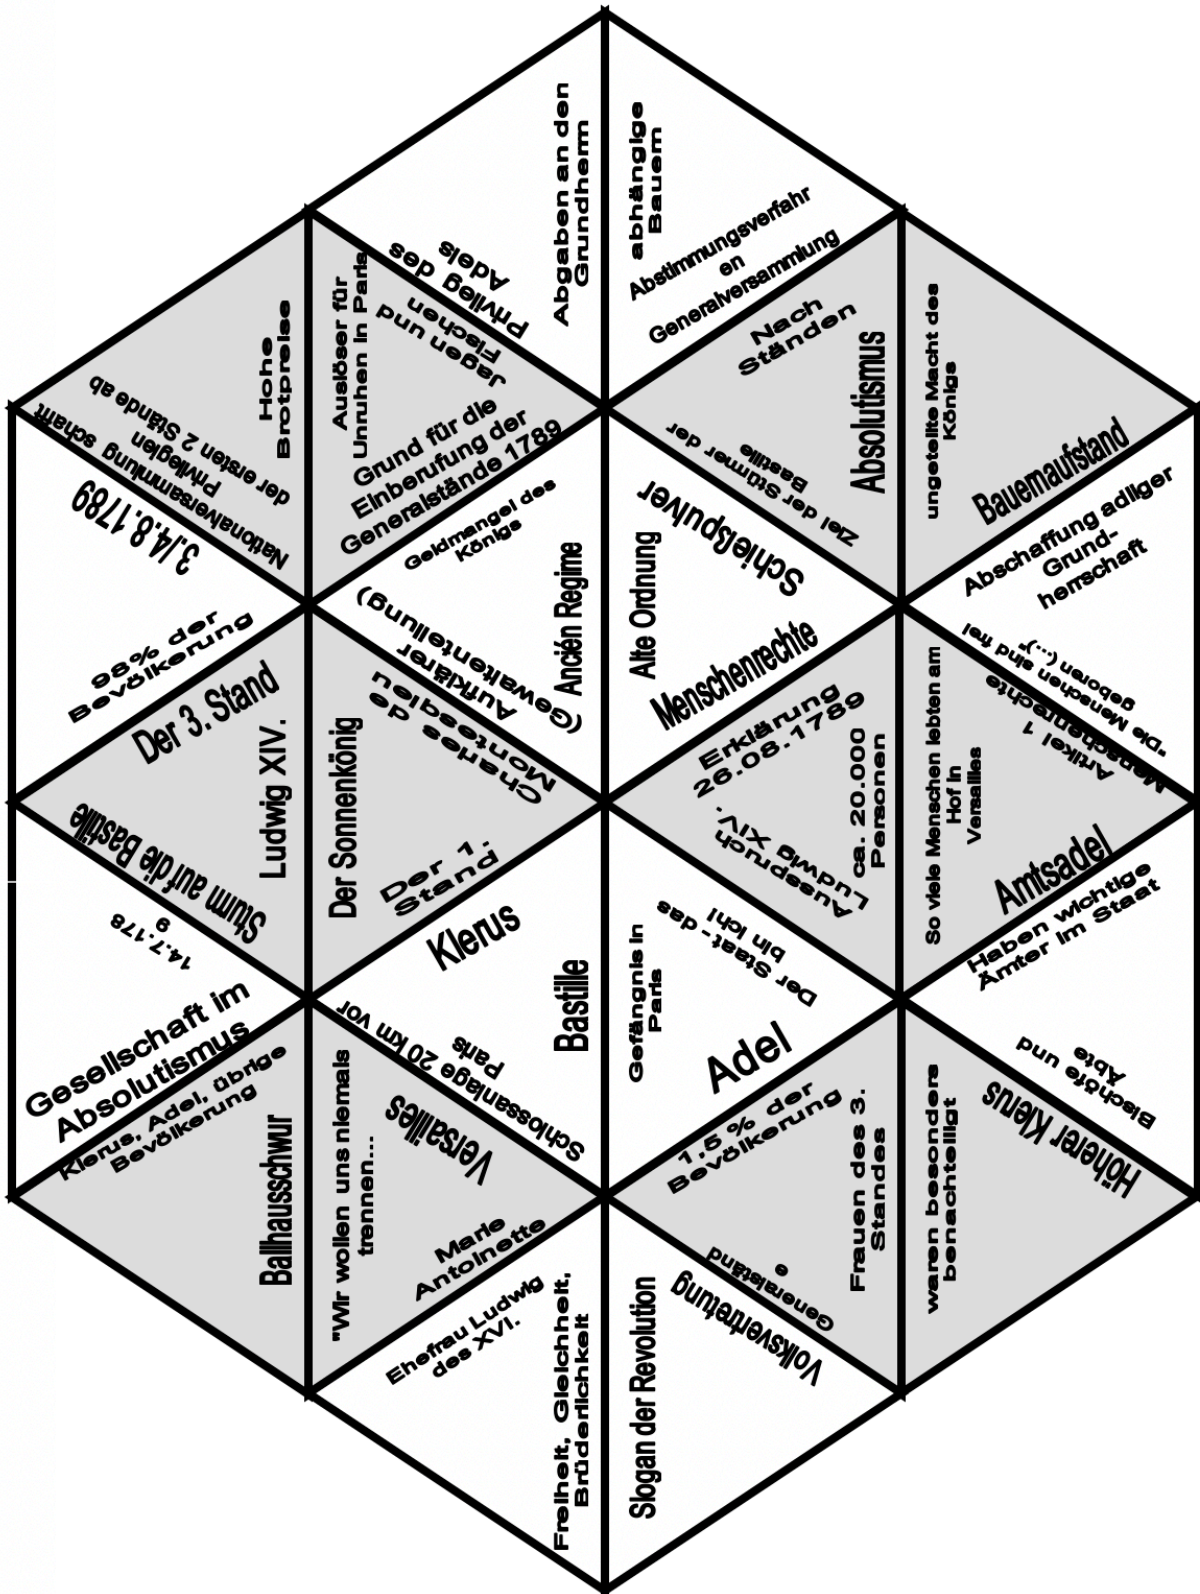 Abgaben an den
Grundherrn
abhängige
Bauern
Privileg des
Adels
Abstimmungsverfahr
en
Generalversammlung
Hohe
Brotpreise
Auslöser für
Unruhen in Paris
Jagen und
Fischen
Nach
Ständen
Absolutismus
ungeteilte Macht des
Königs
Nationalversammlung schafft
Privilegien
der ersten 2 Stände ab
Grund für die
Einberufung der
Generalstände 1789
Ziel der Stürmer der
Bastille
Bauernaufstand
3./4.8.1789
Geldmangel des
Königs
Schießpulver
Abschaffung adliger
Grund-
herrschaft
98% der
Bevölkerung
Aufklärer
(Gewaltenteilung)
Ancién Regime
Alte Ordnung
Menschenrechte
"Die Menschen sind frei
geboren (...)"
Der 3. Stand
Ludwig XIV.
Der Sonnenkönig
Charles de
Montesqieu
Erklärung
26.08.1789
ca. 20.000
Personen
So viele Menschen lebten am
Hof in
Versailles
Artikel 1
Menschenrechte
Sturm auf die Bastille
Der 1.
Stand
Ausspruch
Ludwig XIV.
Amtsadel
14.7.178
9
Klerus
Der Staat - das
bin ich!
Haben wichtige
Ämter im Staat
Gesellschaft im
Absolutismus
Schlossanlage 20 km vor
Paris
Bastille
Gefängnis in
Paris
Adel
Bischöfe und
Äbte
Klerus, Adel, übrige
Bevölkerung
Ballhausschwur
"Wir wollen uns niemals
trennen...
Versailles
1,5 % der
Bevölkerung
Frauen des 3.
Standes
waren besonders
benachteiligt
Höherer Klerus
Marie
Antoinette
Generalständ
e
Ehefrau Ludwig
des XVI.
Freiheit, Gleichheit,
Brüderlichkeit
Slogan der Revolution
Volksvertretung